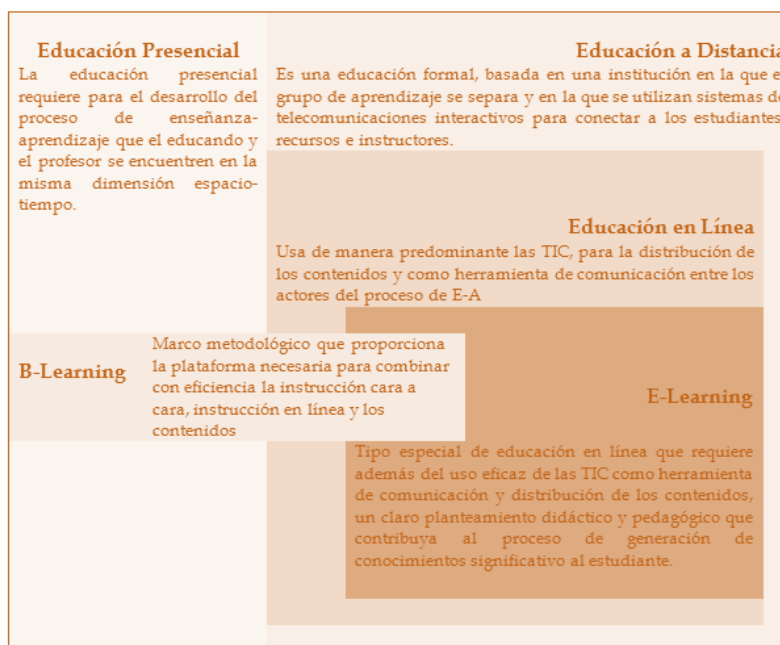 Educación Presencial
La educación presencial
requiere para el desarrollo del
proceso de enseñanza-
aprendizaje que el educando y
el profesor se encuentren en la
misma dimensión espacio-
tiempo.
Educación a Distancia
Es una educación formal, basada en una institución en la que el
grupo de aprendizaje se separa y en la que se utilizan sistemas de
telecomunicaciones interactivos para conectar a los estudiantes,
recursos e instructores.
Educación en Línea
Usa de manera predominante las TIC, para la distribución de
los contenidos y como herramienta de comunicación entre los
actores del proceso de E-A
B-Learning
Marco metodológico que proporciona
la plataforma necesaria para combinar
con eficiencia la instrucción cara a
cara, instrucción en línea y los
contenidos
E-Learning
Tipo especial de educación en línea que requiere
además del uso eficaz de las TIC como herramienta
de comunicación y distribución de los contenidos,
un claro planteamiento didáctico y pedagógico que
contribuya al proceso de generación de
conocimientos significativo al estudiante.